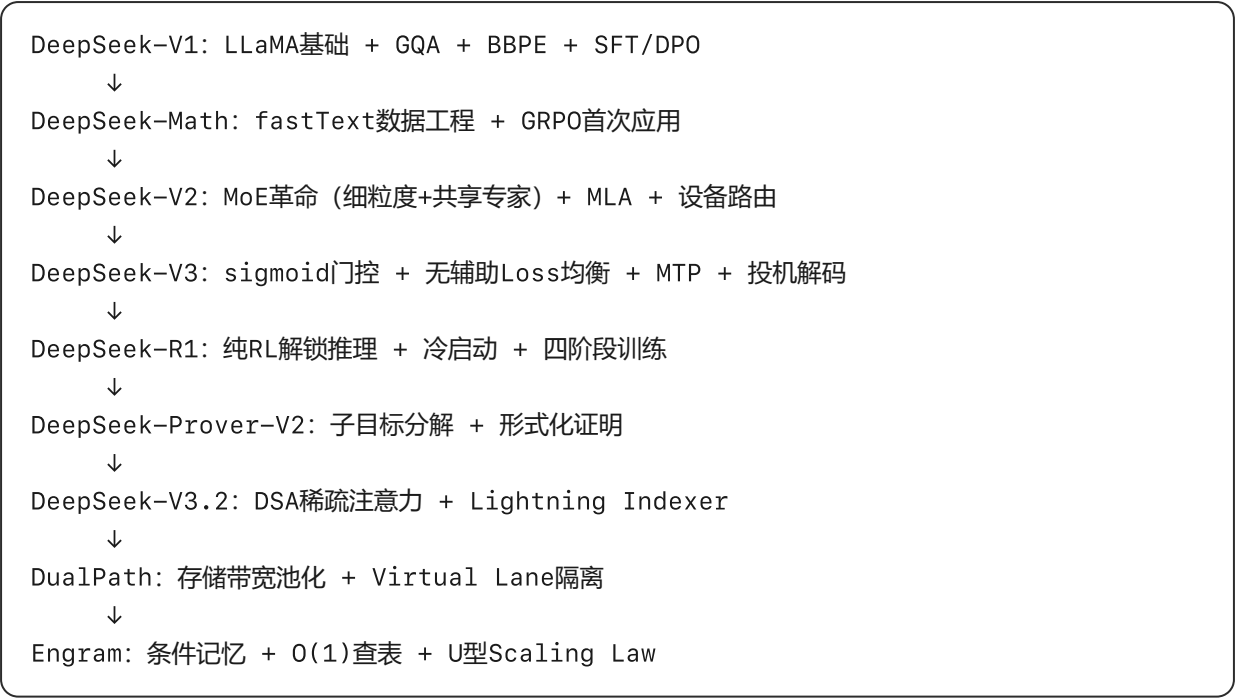 DeepSeek-V1：LLaMA基础 + GQA + BBPE + SFT/DPO
↓
DeepSeek-Math：fastText数据工程 + GRPO首次应用
↓
DeepSeek-V2：MoE革命（细粒度+共享专家）+ MLA + 设备路由
↓
DeepSeek-V3：sigmoid门控 + 无辅助Loss均衡 + MTP + 投机解码
↓
DeepSeek-R1：纯RL解锁推理 + 冷启动 + 四阶段训练
↓
DeepSeek-Prover-V2：子目标分解 + 形式化证明
↓
DeepSeek-V3.2：DSA稀疏注意力 + Lightning Indexer
↓
DualPath：存储带宽池化 + Virtual Lane隔离
↓
Engram：条件记忆 + O(1)查表 + U型Scaling Law